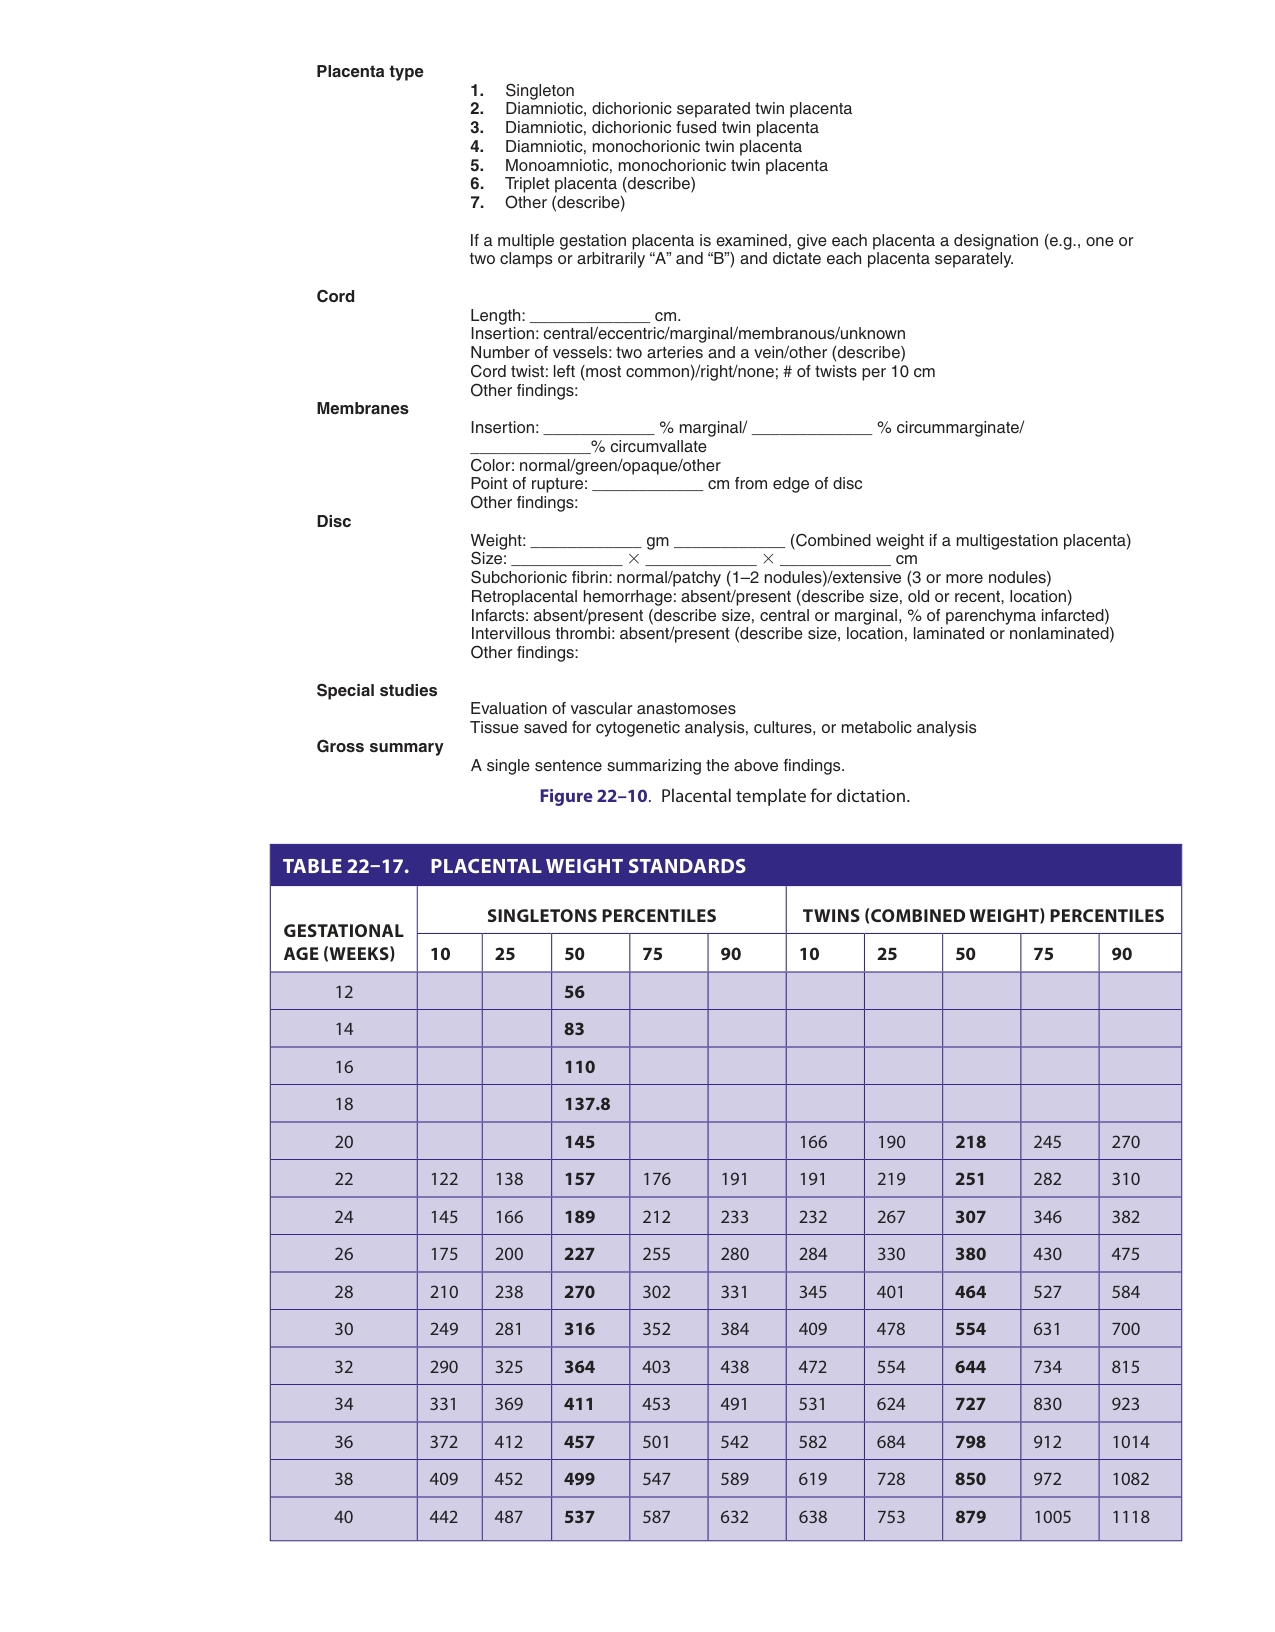 Placenta type
1. Singleton
2. Diamniotic, dichorionic separated twin placenta
3. Diamniotic, dichorionic fused twin placenta
4. Diamniotic, monochorionic twin placenta
5. Monoamniotic, monochorionic twin placenta
6. Triplet placenta (describe)
7. Other (describe)
If a multiple gestation placenta is examined, give each placenta a designation (e.g., one or
two clamps or arbitrarily “A” and “B”) and dictate each placenta separately.
Cord
Length: _____________ cm.
Insertion: central/eccentric/marginal/membranous/unknown
Number of vessels: two arteries and a vein/other (describe)
Cord twist: left (most common)/right/none; # of twists per 10 cm
Other findings:
Membranes
Insertion: ____________ % marginal/ _____________ % circummarginate/
_____________% circumvallate
Color: normal/green/opaque/other
Point of rupture: ____________ cm from edge of disc
Other findings:
Disc
Weight: ____________ gm ____________ (Combined weight if a multigestation placenta)
Size: ____________ × ____________ × ____________ cm
Subchorionic fibrin: normal/patchy (1–2 nodules)/extensive (3 or more nodules)
Retroplacental hemorrhage: absent/present (describe size, old or recent, location)
Infarcts: absent/present (describe size, central or marginal, % of parenchyma infarcted)
Intervillous thrombi: absent/present (describe size, location, laminated or nonlaminated)
Other findings:
Special studies
Evaluation of vascular anastomoses
Tissue saved for cytogenetic analysis, cultures, or metabolic analysis
Gross summary
A single sentence summarizing the above findings.
Figure 22–10. Placental template for dictation.
TABLE 22–17. PLACENTAL WEIGHT STANDARDS
SINGLETONS PERCENTILES TWINS (COMBINED WEIGHT) PERCENTILES
GESTATIONAL
AGE (WEEKS) 10 25 50 75 90 10 25 50 75 90
12 56
14 83
16 110
18 137.8
20 145 166 190 218 245 270
22 122 138 157 176 191 191 219 251 282 310
24 145 166 189 212 233 232 267 307 346 382
26 175 200 227 255 280 284 330 380 430 475
28 210 238 270 302 331 345 401 464 527 584
30 249 281 316 352 384 409 478 554 631 700
32 290 325 364 403 438 472 554 644 734 815
34 331 369 411 453 491 531 624 727 830 923
36 372 412 457 501 542 582 684 798 912 1014
38 409 452 499 547 589 619 728 850 972 1082
40 442 487 537 587 632 638 753 879 1005 1118